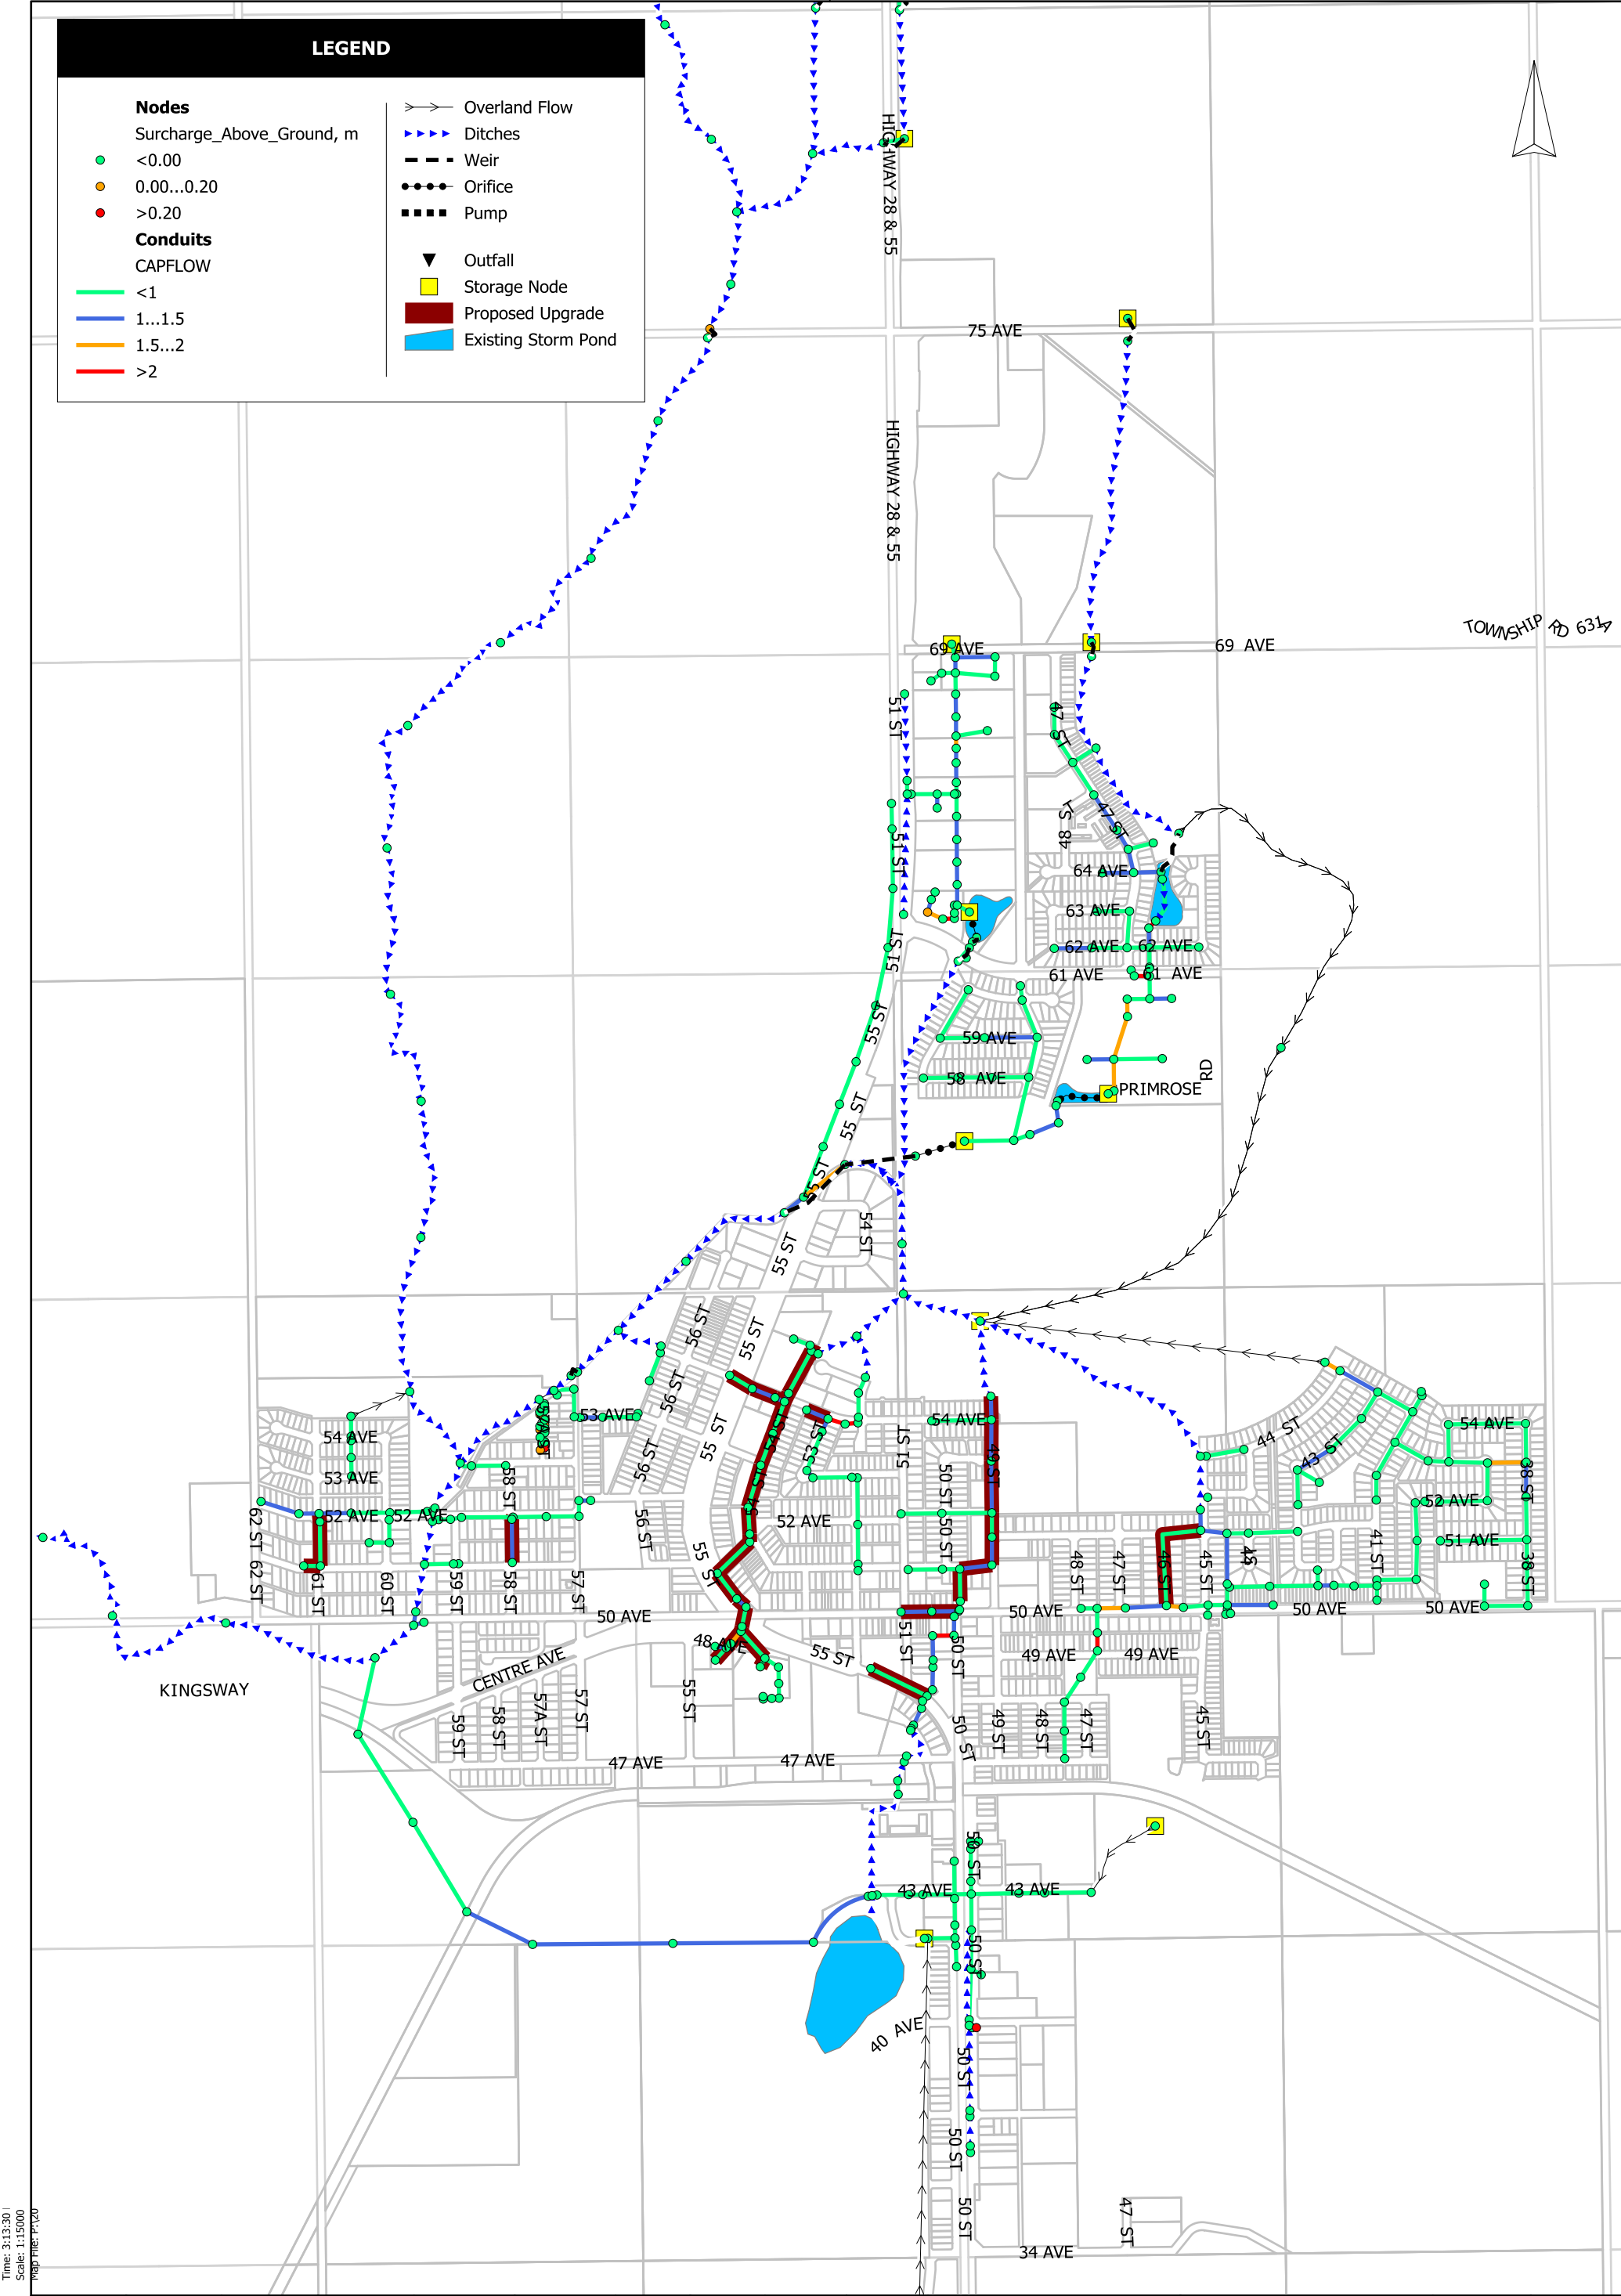 LEGEND
Nodes
Surcharge_Above_Ground, m
<0.00
0.00...0.20
>0.20
Conduits
CAPFLOW
<1
1...1.5
1.5...2
>2
Overland Flow
Ditches
Weir
Orifice
Pump
Outfall
Storage Node
Proposed Upgrade
Existing Storm Pond
HIGHWAY 28 & 55
75 AVE
HIGHWAY 28 & 55
TOWNSHIP RD 631A
69 AVE
69 AVE
51 ST
47 ST
48 ST
47 ST
51 ST
64 AVE
63 AVE
62 AVE
62 AVE
51 ST
61 AVE
61 AVE
55 ST
59 AVE
58 AVE
RD
PRIMROSE
55 ST
55 ST
54 ST
55 ST
56 ST
55 ST
56 ST
53 AVE
54 AVE
44 ST
54 AVE
54 AVE
55 ST
53 ST
51 ST
43 ST
56 ST
49 ST
53 AVE
58 ST
50 ST
38 ST
52 AVE
52 AVE
52 AVE
52 AVE
62 ST
56 ST
50 ST
51 AVE
62 ST
61 ST
60 ST
59 ST
58 ST
57 ST
55 ST
48 ST
47 ST
46 ST
45 ST
41 ST
38 ST
50 AVE
50 AVE
50 AVE
50 AVE
48 AVE
55 ST
51 ST
50 ST
49 AVE
49 AVE
CENTRE AVE
KINGSWAY
59 ST
58 ST
57A ST
57 ST
55 ST
50 ST
49 ST
48 ST
47 ST
45 ST
47 AVE
47 AVE
50 ST
43 AVE
43 AVE
50 ST
40 AVE
50 ST
50 ST
50 ST
47 ST
34 AVE
Time: 3:13:30
Scale: 1:15000
Map File: P:\20